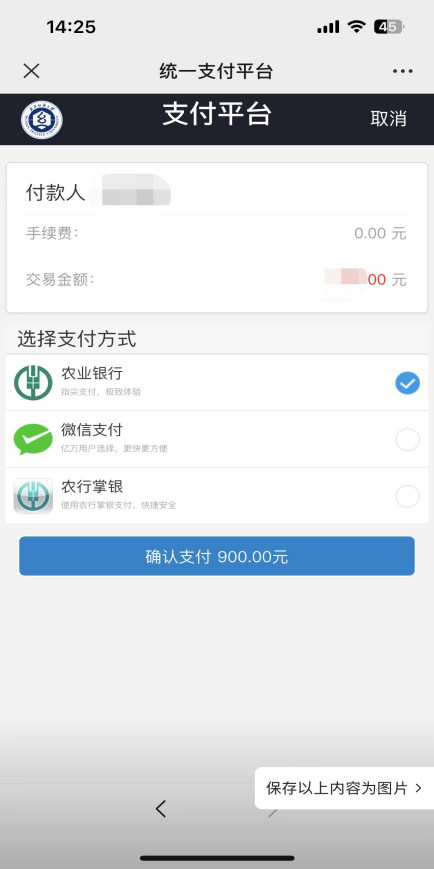 14:25
45
统一支付平台
支付平台
取消
付款人
手续费:
0.00 元
交易金额:
00 元
选择支付方式
农业银行
指尖支付，极致体验
微信支付
亿万用户选择，更快更方便
农行掌银
使用农行掌银支付，快捷安全
确认支付 900.00元
保存以上内容为图片 >